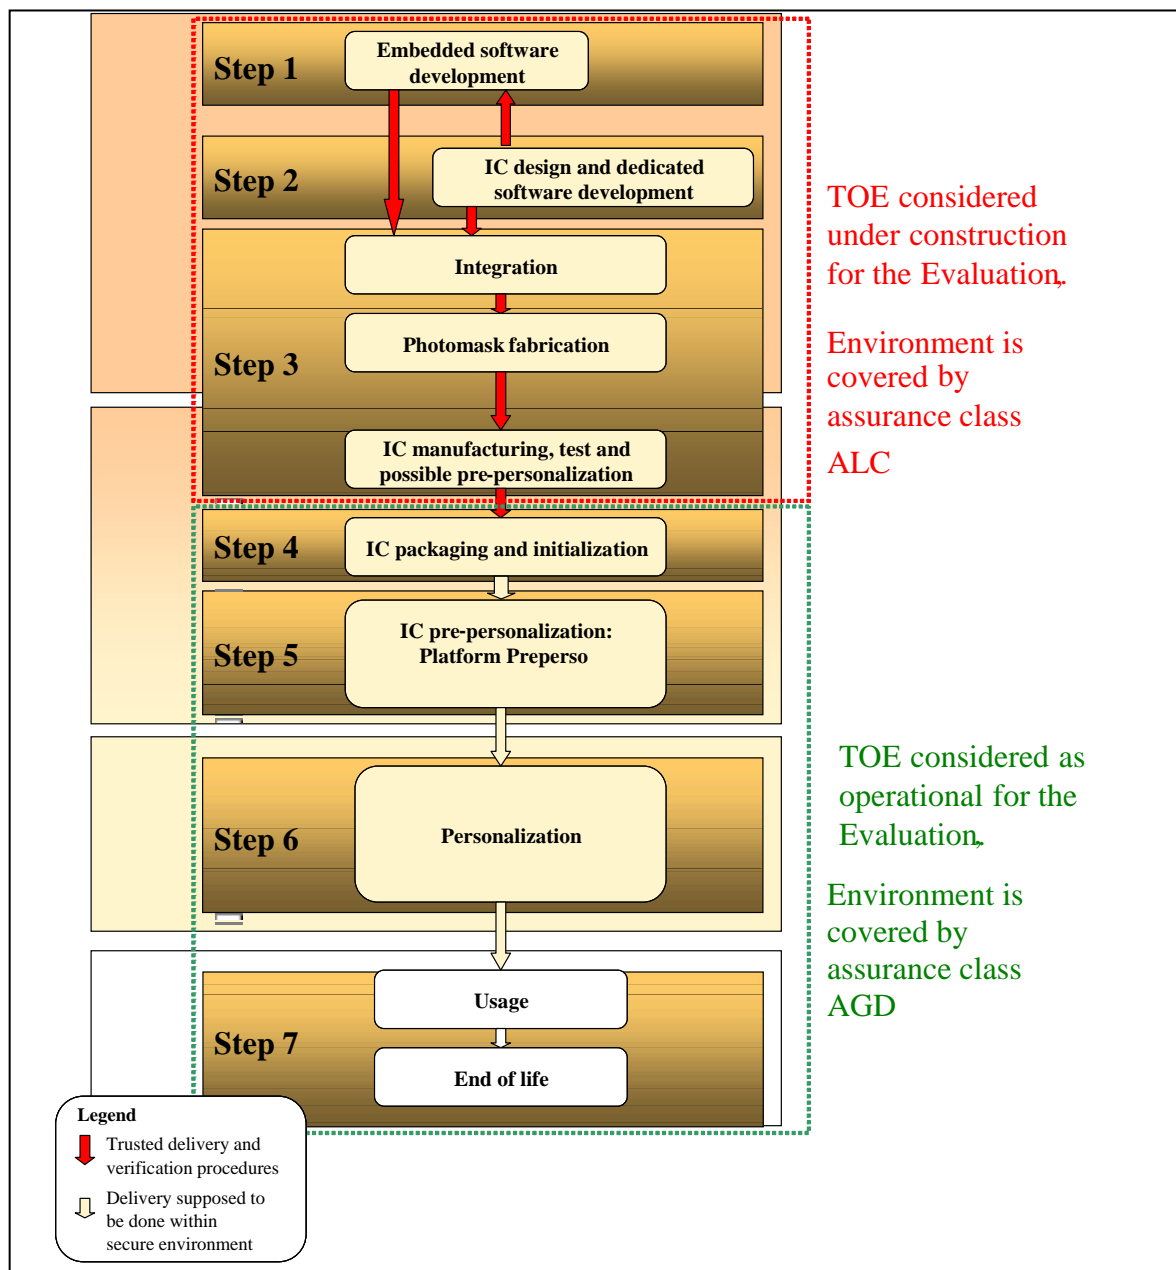 Step 1
Embedded software
development
Step 2
IC design and dedicated
software development
TOE considered
under construction
for the Evaluation,.
Environment is
covered by
assurance class
ALC
Integration
Step 3
Photomask fabrication
IC manufacturing, test and
possible pre-personalization
Step 4
IC packaging and initialization
Step 5
IC pre-personalization:
Platform Preperso
Step 6
Personalization
TOE considered as
operational for the
Evaluation,.
Environment is
covered by
assurance class
AGD
Step 7
Usage
End of life
Legend
Trusted delivery and
verification procedures
Delivery supposed to
be done within
secure environment